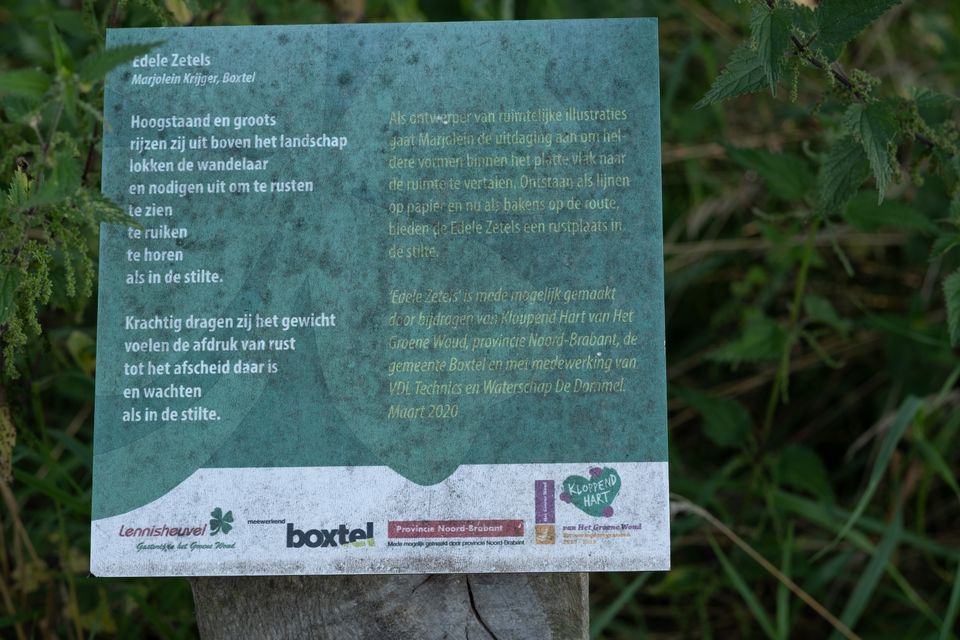 Edele Zetels
Marjolein Krijger, Boxtel
Hoogstaand en groots
rijzen zij uit boven het landschap
lokken de wandelaar
en nodigen uit om te rusten
te zien
te ruiken
te horen
als in de stilte.
Krachtig dragen zij het gewicht
voelen de afdruk van rust
tot het afscheid daar is
en wachten
als in de stilte.
Als ontwerper van ruimtelijke illustraties
gaat Marjolein de uitdaging aan om hel
dere vormen binnen het platte vlak naar
de ruimte te vertalen. Ontstaan als lijnen
op papier en nu als bakens op de route,
bieden de Edele Zetels een rustplaats in
de stilte.
'Edele Zetels' is mede mogelijk gemaakt
door bijdragen van Kloppend Hart van Het
Groene Woud, provincie Noord-Brabant, de
gemeente Boxtel en met medewerking van
VDL Technics en Waterschap De Dommel.
Maart 2020
Lennisheuvel
Gastvrij in het Groene Woud
meewerkend
boxtel
Provincie Noord-Brabant
Mede mogelijk gemaakt door provincie Noord-Brabant
KLOPPEND
HART
van Het Groene Woud